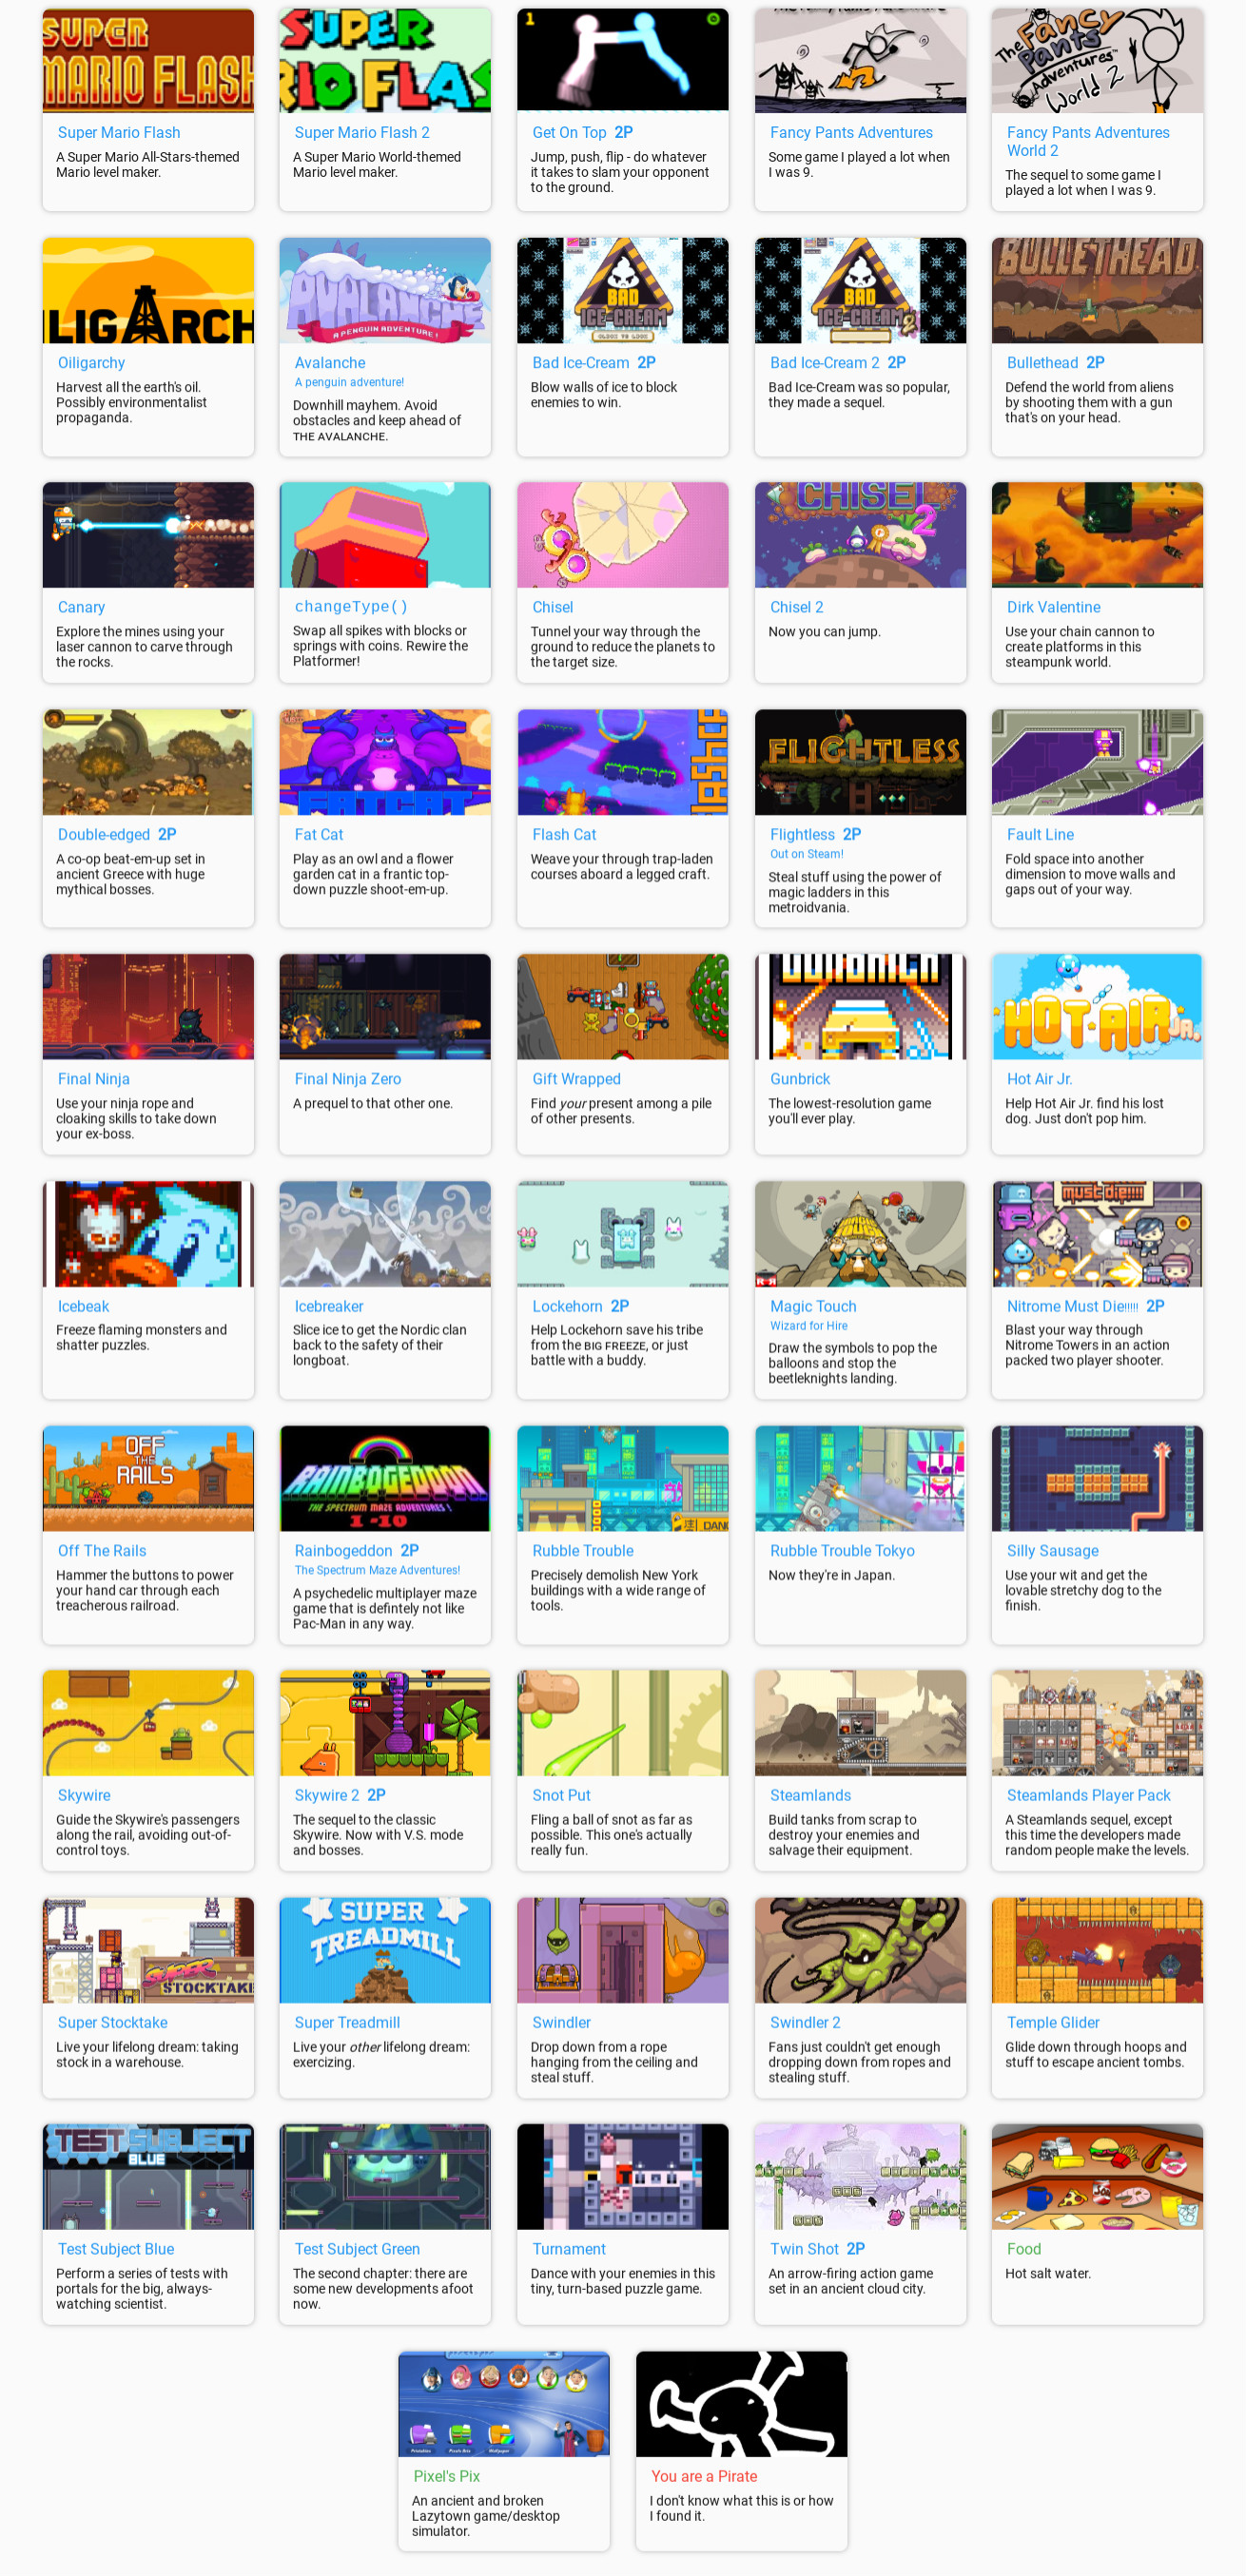 SUPER
MARIO FLASH
Super Mario Flash
A Super Mario All-Stars-themed
Mario level maker.
SUPER
RIO FLAS
Super Mario Flash 2
A Super Mario World-themed
Mario level maker.
1
Get On Top 2P
Jump, push, flip - do whatever
it takes to slam your opponent
to the ground.
The Fancy Pants Adventure
Fancy Pants Adventures
Some game I played a lot when
I was 9.
The Fancy
Pants
Adventures
World 2
Fancy Pants Adventures
World 2
The sequel to some game I
played a lot when I was 9.
ILIGARCH
Oiligarchy
Harvest all the earth's oil.
Possibly environmentalist
propaganda.
AVALANCHE
A PENGUIN ADVENTURE!
Avalanche
A penguin adventure!
Downhill mayhem. Avoid
obstacles and keep ahead of
THE AVALANCHE.
BAD
ICE-CREAM
CLICK TO LICK
Bad Ice-Cream 2P
Blow walls of ice to block
enemies to win.
BAD
ICE-CREAM
2
Bad Ice-Cream 2 2P
Bad Ice-Cream was so popular,
they made a sequel.
BULLETHEAD
Bullethead 2P
Defend the world from aliens
by shooting them with a gun
that's on your head.
Canary
Explore the mines using your
laser cannon to carve through
the rocks.
changeType()
Swap all spikes with blocks or
springs with coins. Rewire the
Platformer!
Chisel
Tunnel your way through the
ground to reduce the planets to
the target size.
CHISEL
2
Chisel 2
Now you can jump.
Dirk Valentine
Use your chain cannon to
create platforms in this
steampunk world.
Double-edged 2P
A co-op beat-em-up set in
ancient Greece with huge
mythical bosses.
FATCAT
Fat Cat
Play as an owl and a flower
garden cat in a frantic top-
down puzzle shoot-em-up.
Flash Cat
Weave your through trap-laden
courses aboard a legged craft.
FLIGHTLESS
Flightless 2P
Out on Steam!
Steal stuff using the power of
magic ladders in this
metroidvania.
Fault Line
Fold space into another
dimension to move walls and
gaps out of your way.
Final Ninja
Use your ninja rope and
cloaking skills to take down
your ex-boss.
Final Ninja Zero
A prequel to that other one.
Gift Wrapped
Find your present among a pile
of other presents.
Gunbrick
The lowest-resolution game
you'll ever play.
HOT AIR JR.
Hot Air Jr.
Help Hot Air Jr. find his lost
dog. Just don't pop him.
Icebeak
Freeze flaming monsters and
shatter puzzles.
Icebreaker
Slice ice to get the Nordic clan
back to the safety of their
longboat.
Lockehorn 2P
Help Lockehorn save his tribe
from the BIG FREEZE, or just
battle with a buddy.
Magic Touch
Wizard for Hire
Draw the symbols to pop the
balloons and stop the
beetleknights landing.
MUST DIE!!!!
Nitrome Must Die!!!!! 2P
Blast your way through
Nitrome Towers in an action
packed two player shooter.
OFF
THE
RAILS
Off The Rails
Hammer the buttons to power
your hand car through each
treacherous railroad.
RAINBOGEDDON
THE SPECTRUM MAZE ADVENTURES!
1 -10
Rainbogeddon 2P
The Spectrum Maze Adventures!
A psychedelic multiplayer maze
game that is defintely not like
Pac-Man in any way.
DANG
Rubble Trouble
Precisely demolish New York
buildings with a wide range of
tools.
Rubble Trouble Tokyo
Now they're in Japan.
Silly Sausage
Use your wit and get the
lovable stretchy dog to the
finish.
Skywire
Guide the Skywire's passengers
along the rail, avoiding out-of-
control toys.
Skywire 2 2P
The sequel to the classic
Skywire. Now with V.S. mode
and bosses.
Snot Put
Fling a ball of snot as far as
possible. This one's actually
really fun.
Steamlands
Build tanks from scrap to
destroy your enemies and
salvage their equipment.
Steamlands Player Pack
A Steamlands sequel, except
this time the developers made
random people make the levels.
SUPER
STOCKTAKE
Super Stocktake
Live your lifelong dream: taking
stock in a warehouse.
SUPER
TREADMILL
Super Treadmill
Live your other lifelong dream:
exercizing.
Swindler
Drop down from a rope
hanging from the ceiling and
steal stuff.
Swindler 2
Fans just couldn't get enough
dropping down from ropes and
stealing stuff.
Temple Glider
Glide down through hoops and
stuff to escape ancient tombs.
TEST SUBJECT
BLUE
Test Subject Blue
Perform a series of tests with
portals for the big, always-
watching scientist.
Test Subject Green
The second chapter: there are
some new developments afoot
now.
Turnament
Dance with your enemies in this
tiny, turn-based puzzle game.
Twin Shot 2P
An arrow-firing action game
set in an ancient cloud city.
Food
Hot salt water.
Pixel's Pix
An ancient and broken
Lazytown game/desktop
simulator.
You are a Pirate
I don't know what this is or how
I found it.